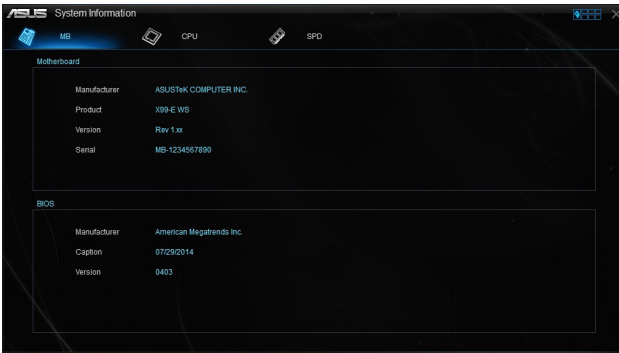 ASUS System Information
MB CPU SPD
Motherboard
Manufacturer ASUSTeK COMPUTER INC.
Product X99-E WS
Version Rev 1.xx
Serial MB-1234567890
BIOS
Manufacturer American Megatrends Inc.
Caption 07/29/2014
Version 0403